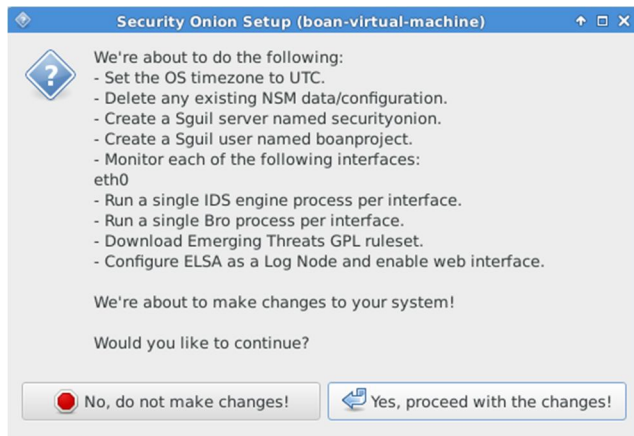 Security Onion Setup (boan-virtual-machine)
We're about to do the following:
- Set the OS timezone to UTC.
- Delete any existing NSM data/configuration.
- Create a Sguil server named securityonion.
- Create a Sguil user named boanproject.
- Monitor each of the following interfaces:
eth0
- Run a single IDS engine process per interface.
- Run a single Bro process per interface.
- Download Emerging Threats GPL ruleset.
- Configure ELSA as a Log Node and enable web interface.
We're about to make changes to your system!
Would you like to continue?
No, do not make changes!
Yes, proceed with the changes!